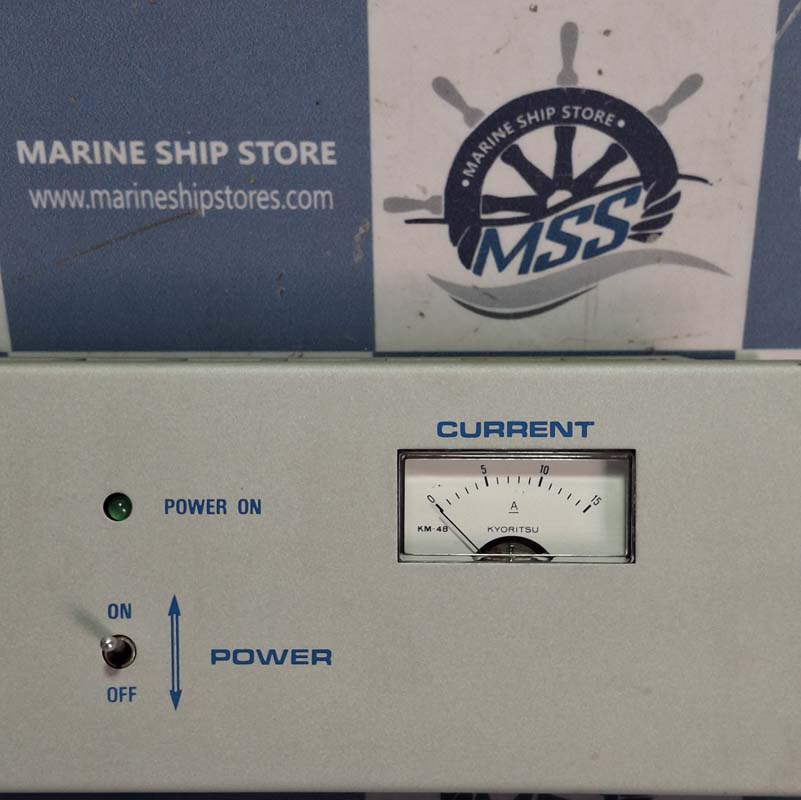 MARINE SHIP STORE
www.marineshipstores.com
•MARINE SHIP STORE•
MSS
CURRENT
0 5 10 15
A
KM-48 KYORITSU
POWER ON
ON
POWER
OFF